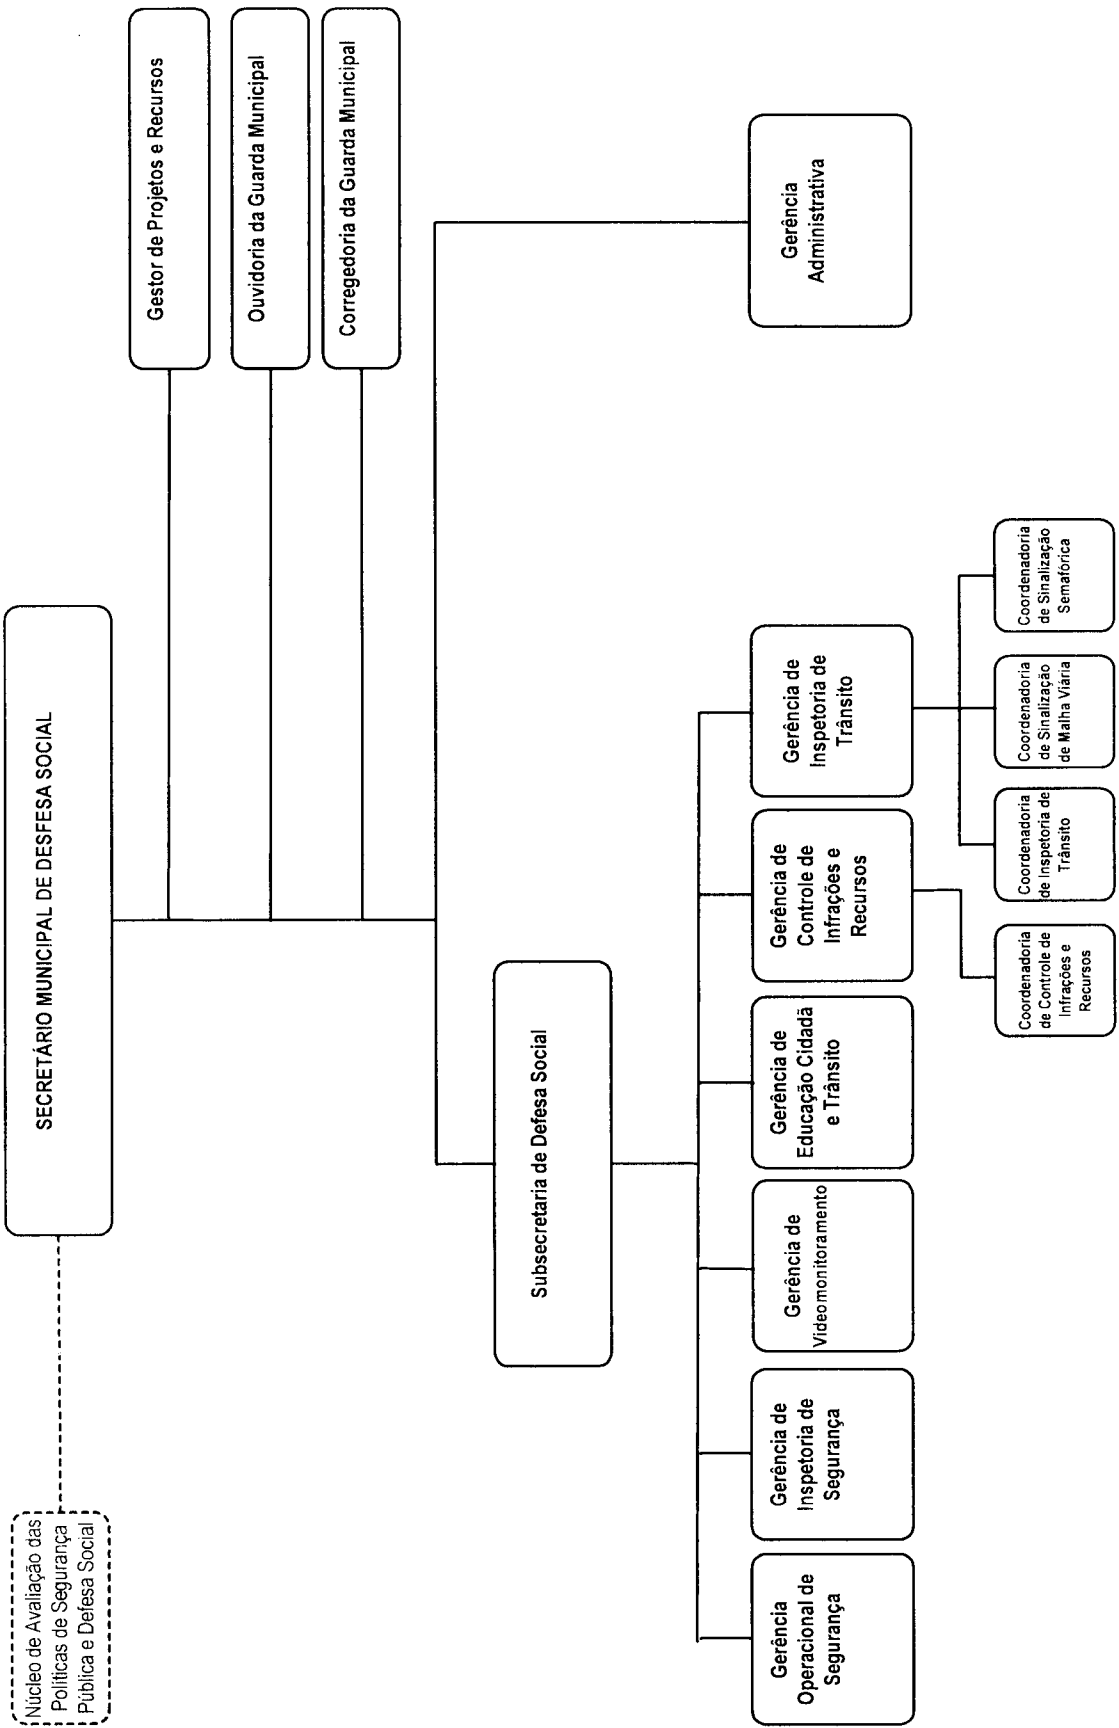 Núcleo de Avaliação das
Políticas de Segurança
Pública e Defesa Social
SECRETÁRIO MUNICIPAL DE DESFESA SOCIAL
Gestor de Projetos e Recursos
Ouvidoria da Guarda Municipal
Corregedoria da Guarda Municipal
Subsecretaria de Defesa Social
Gerência
Operacional de
Segurança
Gerência de
Inspetoria de
Segurança
Gerência de
Videomonitoramento
Gerência de
Educação Cidadã
e Trânsito
Gerência de
Controle de
Infrações e
Recursos
Gerência de
Inspetoria de
Trânsito
Gerência
Administrativa
Coordenadoria
de Controle de
Infrações e
Recursos
Coordenadoria
de Inspetoria de
Trânsito
Coordenadoria
de Sinalização
de Malha Viária
Coordenadoria
de Sinalização
Semafórica